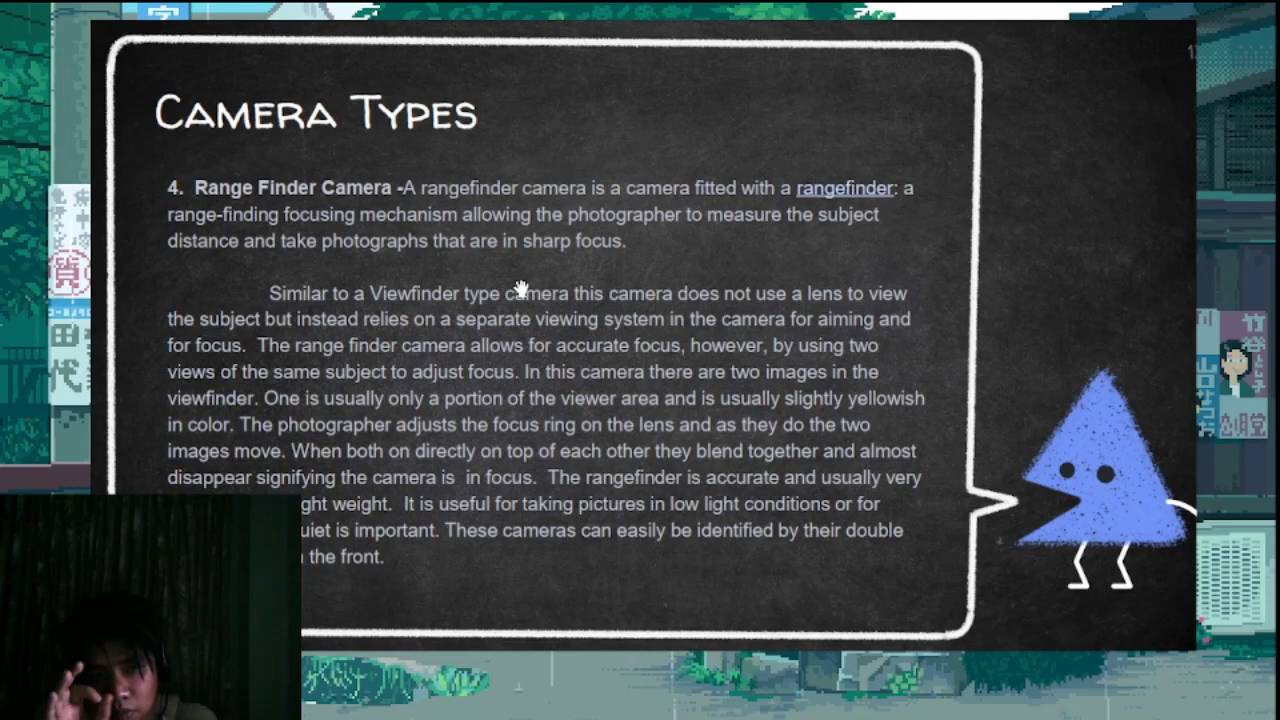 字
CAMERA TYPES
4. Range Finder Camera -A rangefinder camera is a camera fitted with a rangefinder: a
range-finding focusing mechanism allowing the photographer to measure the subject
distance and take photographs that are in sharp focus.
Similar to a Viewfinder type camera this camera does not use a lens to view
the subject but instead relies on a separate viewing system in the camera for aiming and
for focus. The range finder camera allows for accurate focus, however, by using two
views of the same subject to adjust focus. In this camera there are two images in the
viewfinder. One is usually only a portion of the viewer area and is usually slightly yellowish
in color. The photographer adjusts the focus ring on the lens and as they do the two
images move. When both on directly on top of each other they blend together and almost
disappear signifying the camera is in focus. The rangefinder is accurate and usually very
weight. It is useful for taking pictures in low light conditions or for
is important. These cameras can easily be identified by their double
the front.
質
田
代